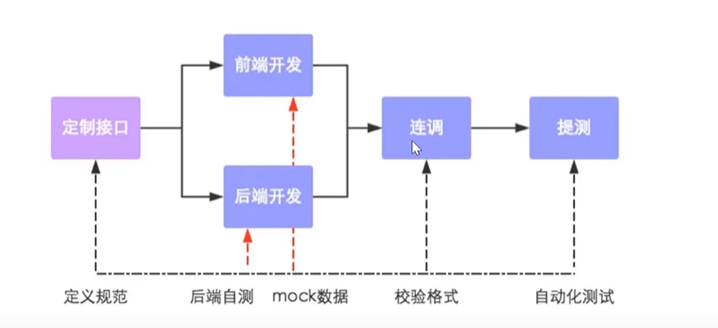 前端开发
定制接口
连调
提测
后端开发
定义规范
后端自测
mock数据
校验格式
自动化测试